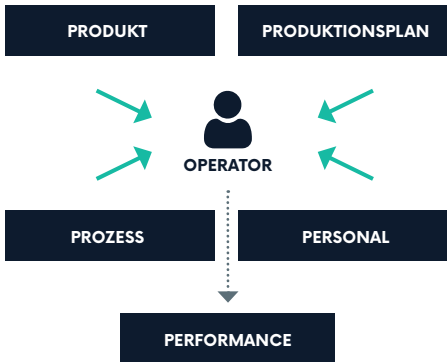 PRODUKT
PRODUKTIONSPLAN
OPERATOR
PROZESS
PERSONAL
PERFORMANCE